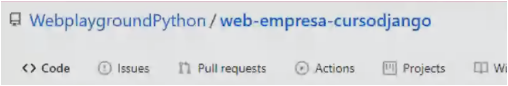 WebplaygroundPython / web-empresa-cursodjango
<> Code Issues Pull requests Actions Projects